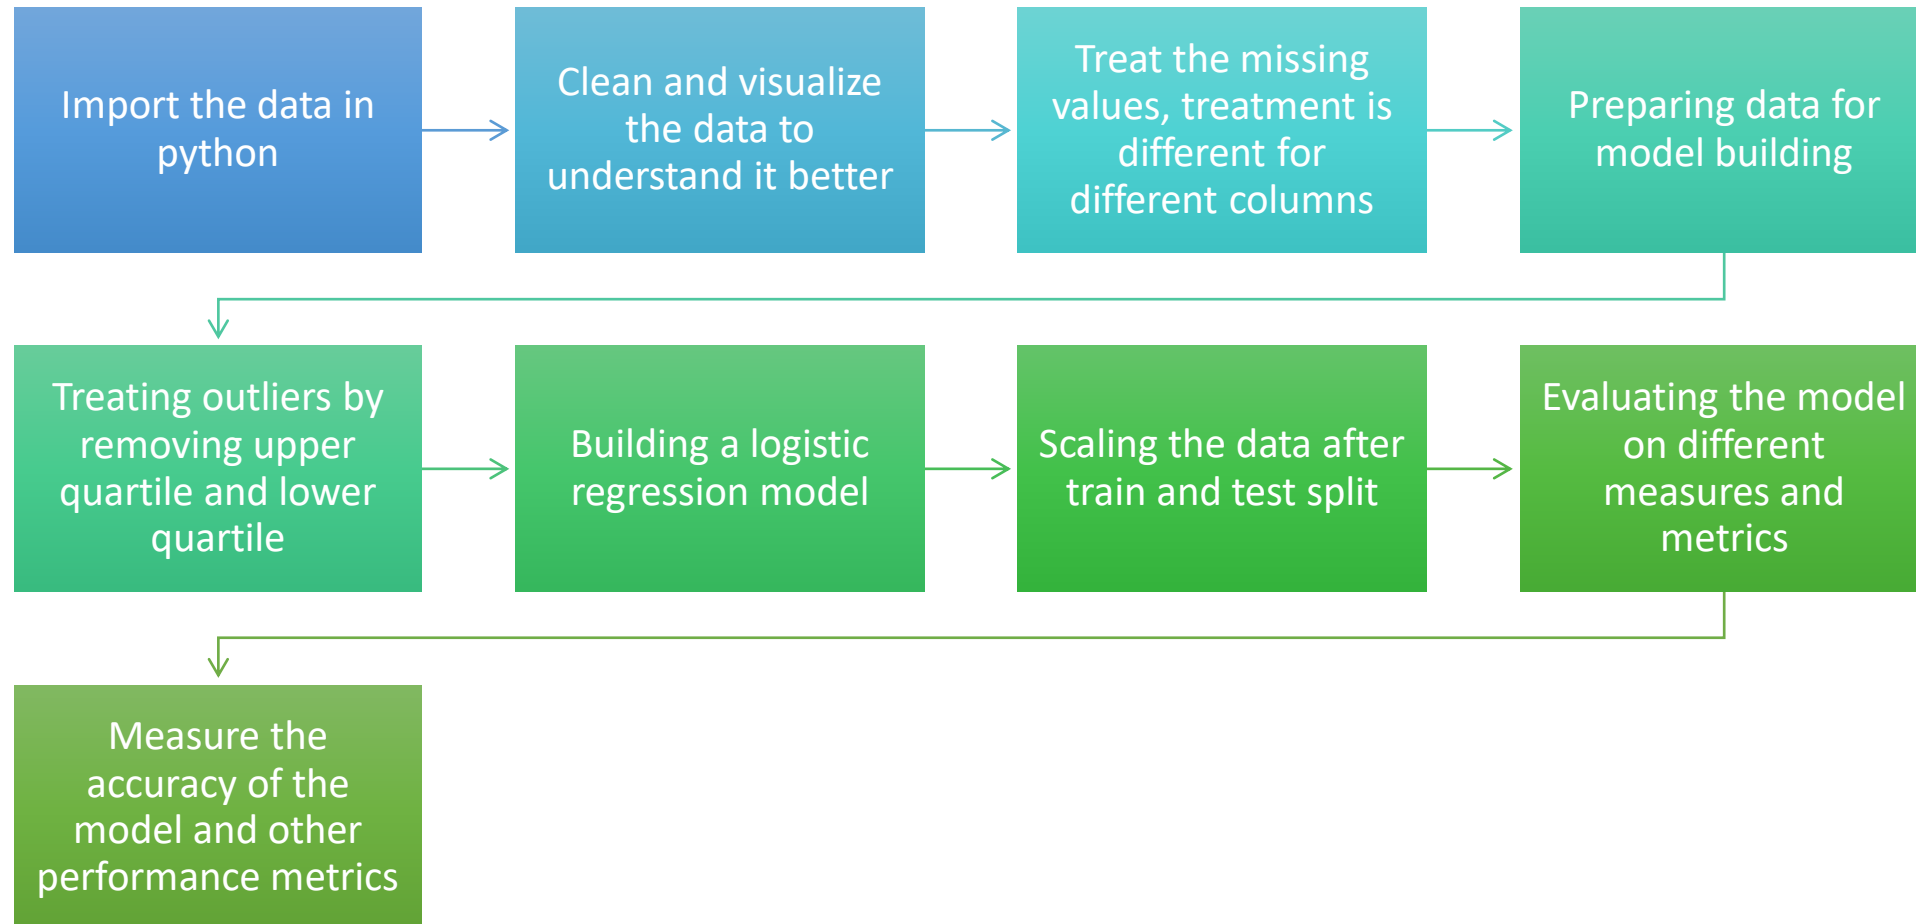 Import the data in
python
Clean and visualize
the data to
understand it better
Treat the missing
values, treatment is
different for
different columns
Preparing data for
model building
Treating outliers by
removing upper
quartile and lower
quartile
Building a logistic
regression model
Scaling the data after
train and test split
Evaluating the model
on different
measures and
metrics
Measure the
accuracy of the
model and other
performance metrics